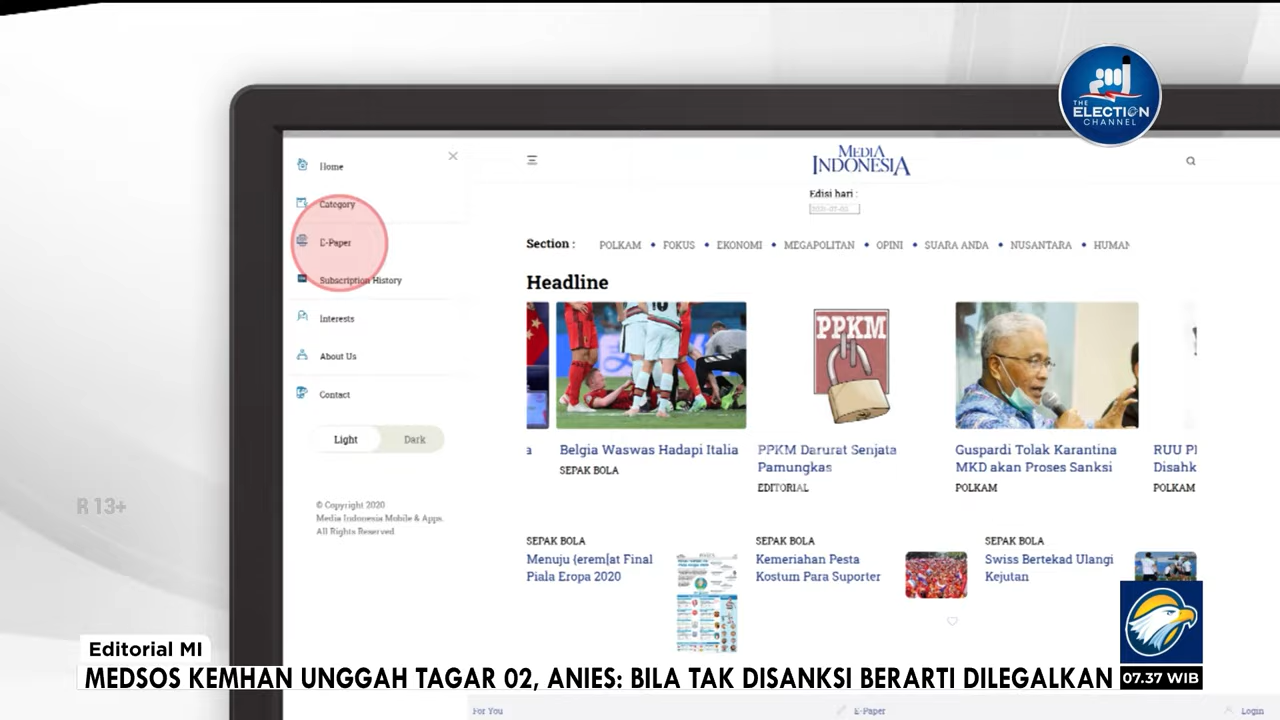 THE
ELECTION
CHANNEL
Home
Category
E-Paper
Subscription History
Interests
About Us
Contact
Light
Dark
© Copyright 2020
Media Indonesia Mobile & Apps.
All Rights Reserved
MEDIA
INDONESIA
Edisi hari :
Section : POLKAM FOKUS EKONOMI MEGAPOLITAN OPINI SUARA ANDA NUSANTARA HUMAN
Headline
PPKM
a
Belgia Waswas Hadapi Italia
SEPAK BOLA
PPKM Darurat Senjata
Pamungkas
EDITORIAL
Guspardi Tolak Karantina
MKD akan Proses Sanksi
POLKAM
RUU P
Disahk
POLKAM
SEPAK BOLA
Menuju {erem[at Final
Piala Eropa 2020
SEPAK BOLA
Kemeriahan Pesta
Kostum Para Suporter
SEPAK BOLA
Swiss Bertekad Ulangi
Kejutan
R 13+
Editorial MI
MEDSOS KEMHAN UNGGAH TAGAR 02, ANIES: BILA TAK DISANKSI BERARTI DILEGALKAN
07.37 WIB
For You
E-Paper
Login